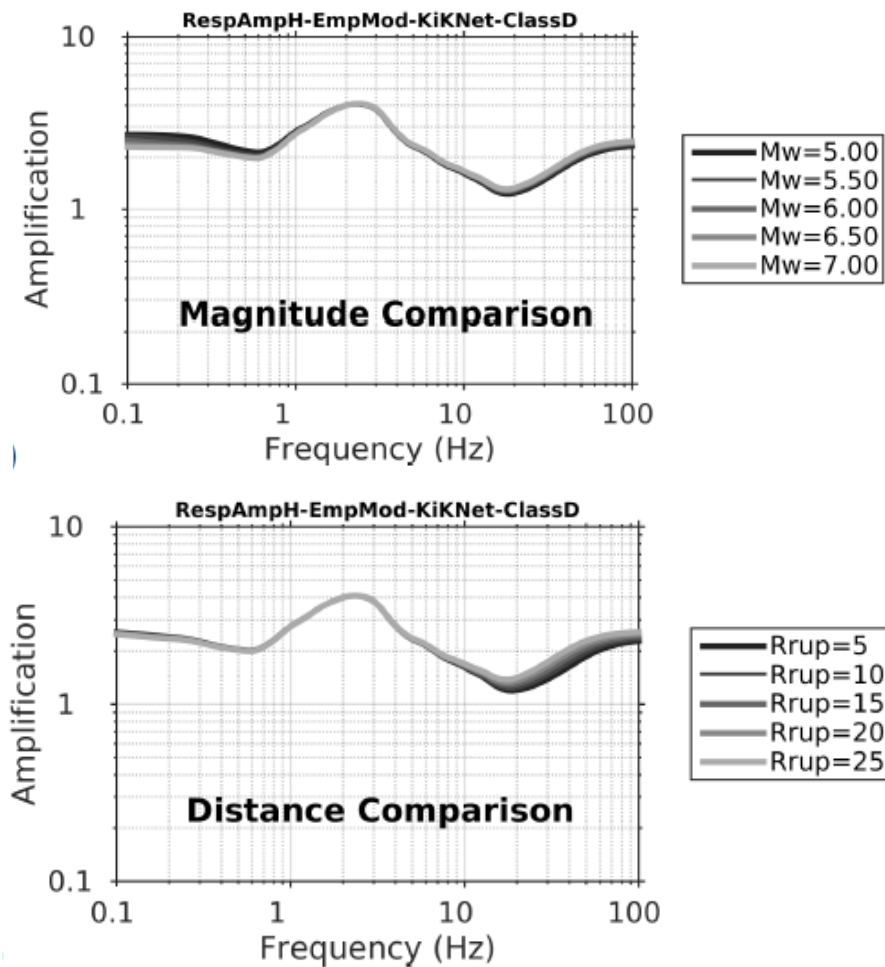 RespAmpH-EmpMod-KiKNet-ClassD
10
1
0.1
Amplification
Magnitude Comparison
0.1
1
10
100
Frequency (Hz)
Mw=5.00
Mw=5.50
Mw=6.00
Mw=6.50
Mw=7.00
)
RespAmpH-EmpMod-KiKNet-ClassD
10
1
0.1
Amplification
Distance Comparison
0.1
1
10
100
Frequency (Hz)
Rrup=5
Rrup=10
Rrup=15
Rrup=20
Rrup=25